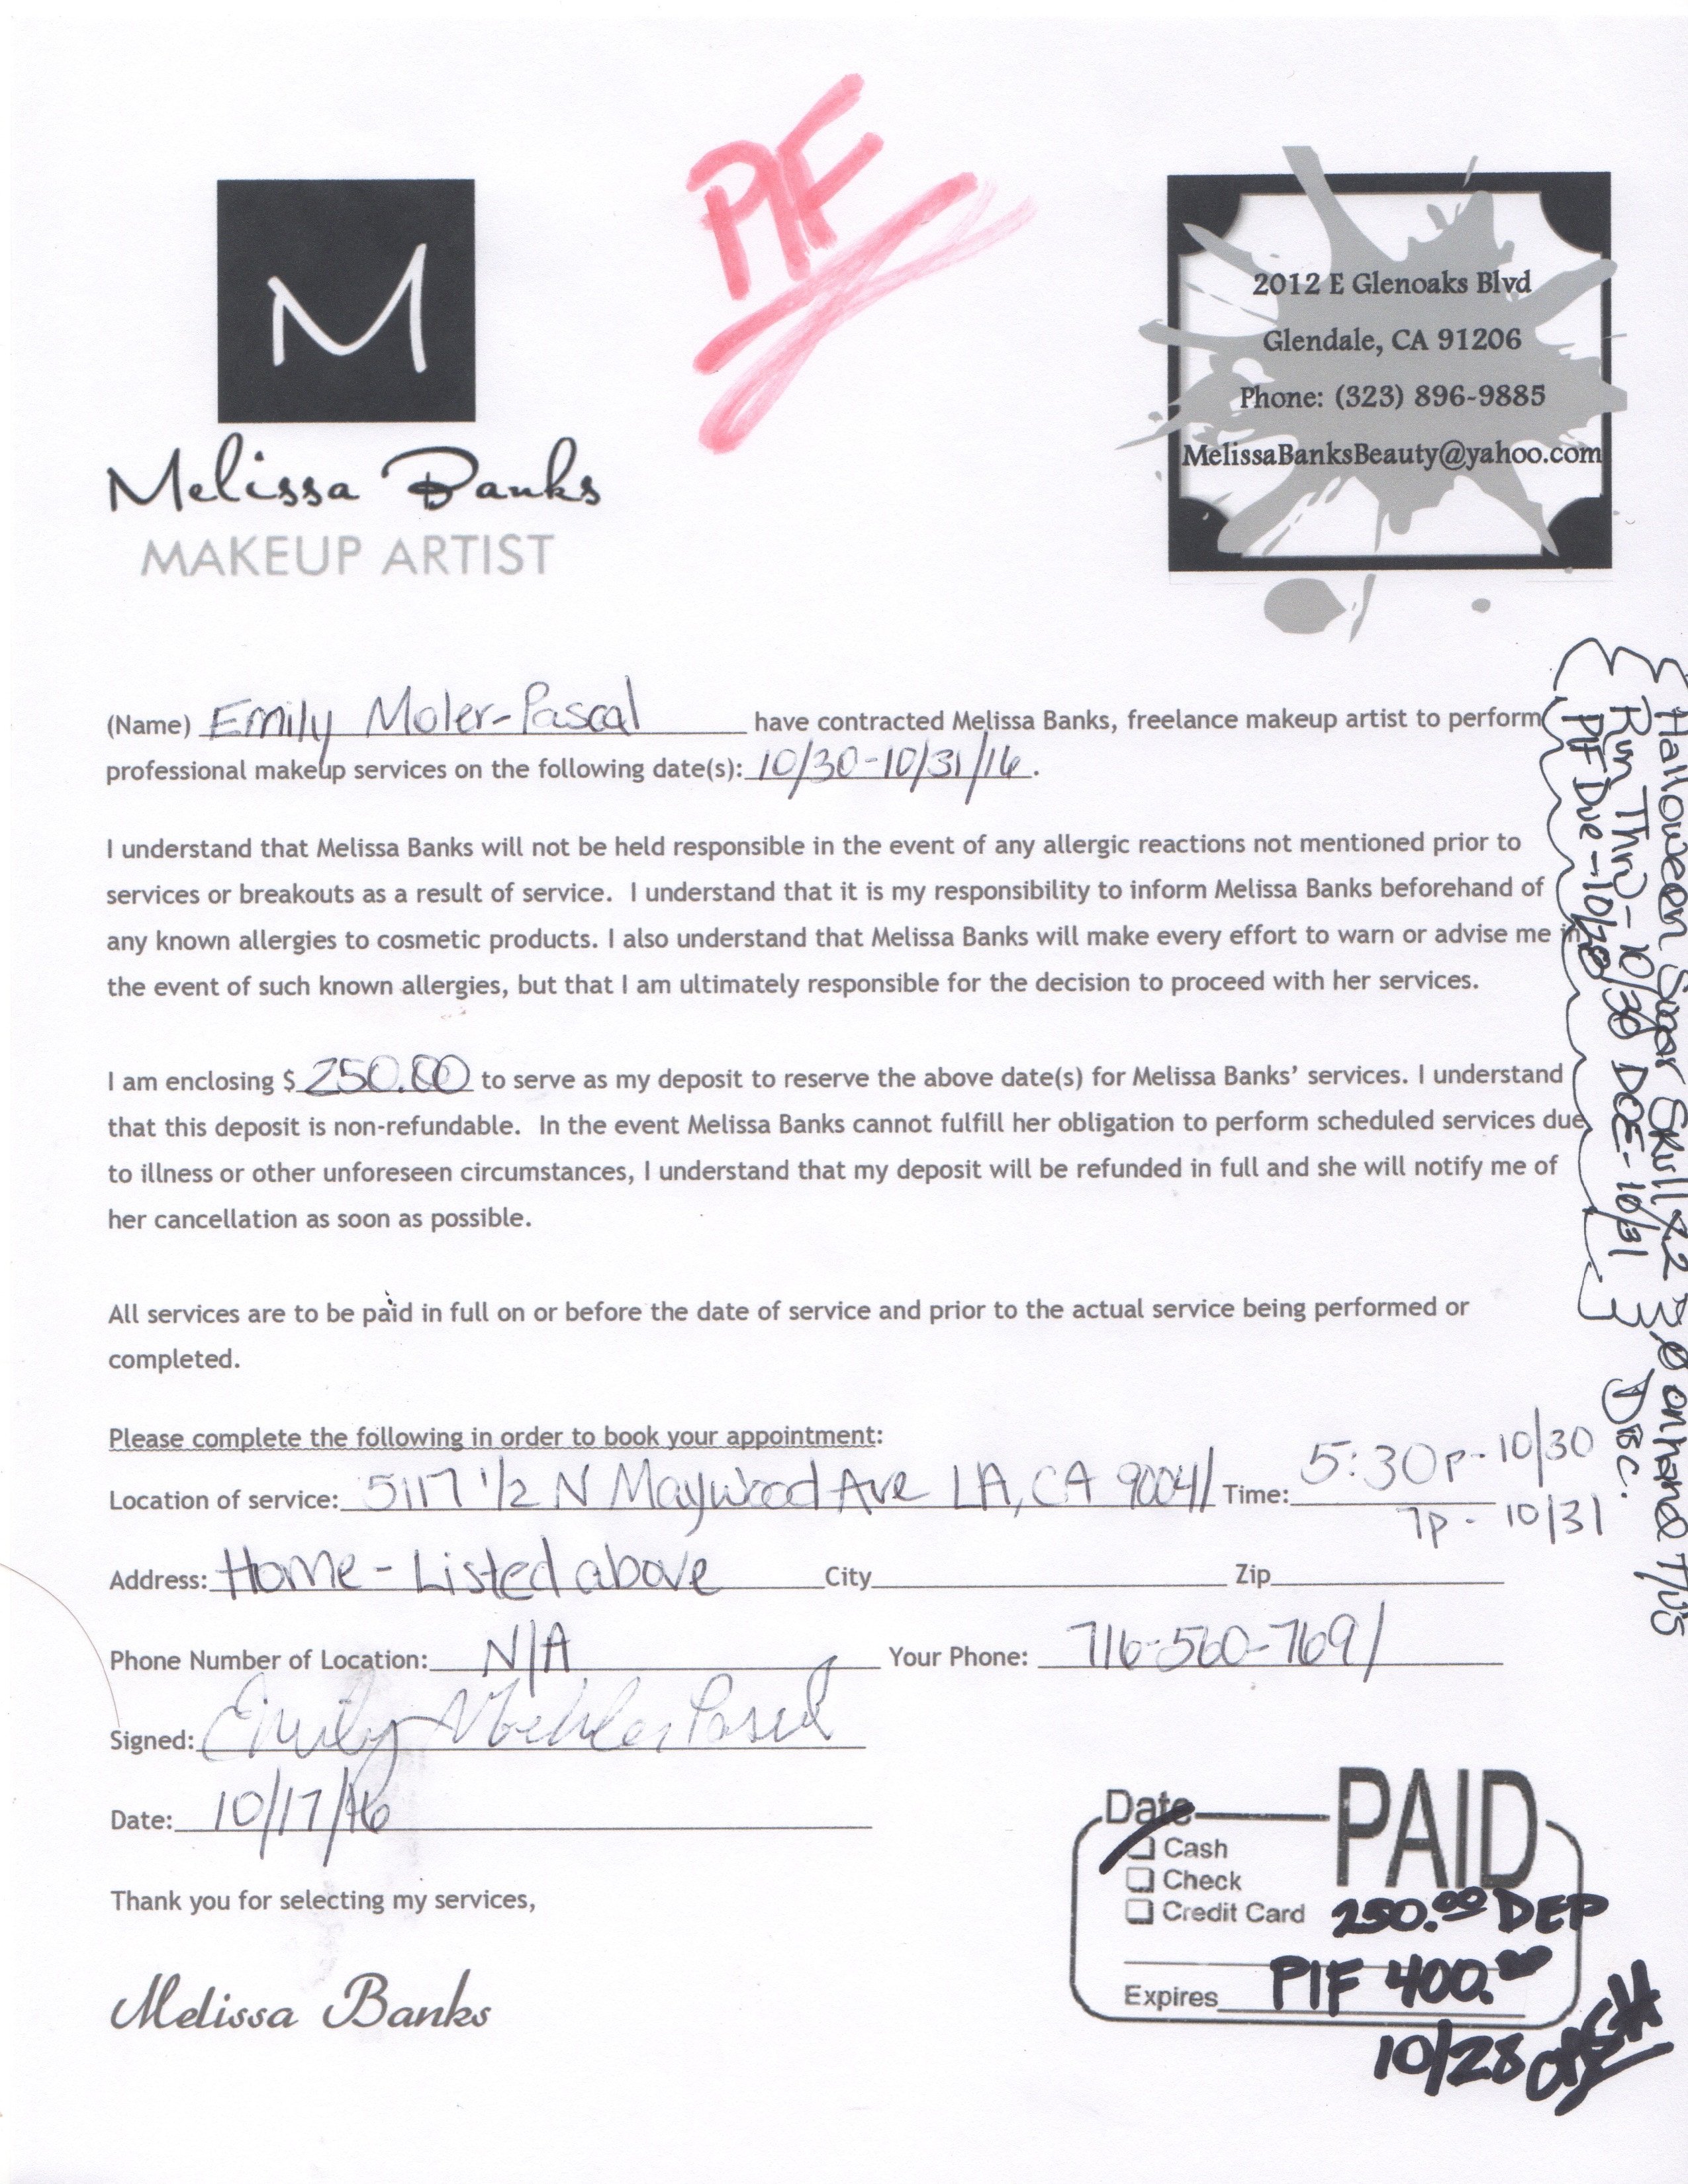 PIF
M
Melissa Banks
MAKEUP ARTIST
2012 E Glenoaks Blvd
Glendale, CA 91206
Phone: (323) 896-9885
MelissaBanksBeauty@yahoo.com
(Name) Emily Moler-Pascal have contracted Melissa Banks, freelance makeup artist to perform
professional makeup services on the following date(s): 10/30-10/31/16.
I understand that Melissa Banks will not be held responsible in the event of any allergic reactions not mentioned prior to
services or breakouts as a result of service. I understand that it is my responsibility to inform Melissa Banks beforehand of
any known allergies to cosmetic products. I also understand that Melissa Banks will make every effort to warn or advise me in
the event of such known allergies, but that I am ultimately responsible for the decision to proceed with her services.
I am enclosing $ 250.00 to serve as my deposit to reserve the above date(s) for Melissa Banks' services. I understand
that this deposit is non-refundable. In the event Melissa Banks cannot fulfill her obligation to perform scheduled services due
to illness or other unforeseen circumstances, I understand that my deposit will be refunded in full and she will notify me of
her cancellation as soon as possible.
All services are to be paid in full on or before the date of service and prior to the actual service being performed or
completed.
Please complete the following in order to book your appointment:
Location of service: 5117 1/2 N Maywood Ave LA, CA 90041 Time: 5:30p - 10/30
7p - 10/31
Address: Home - Listed above City Zip
Phone Number of Location: N/A Your Phone: 716-560-7691
Signed: Emily Moehler Pascal
Date: 10/17/16
Thank you for selecting my services,
Melissa Banks
Halloween Sugar Skull x 2 onhand
Run Thru - 10/30 DOE - 10/31 DBC.
PIF Due - 10/28
Date PAID
Cash
Check
Credit Card 250.00 DEP
Expires PIF 400.00
10/28 CASH